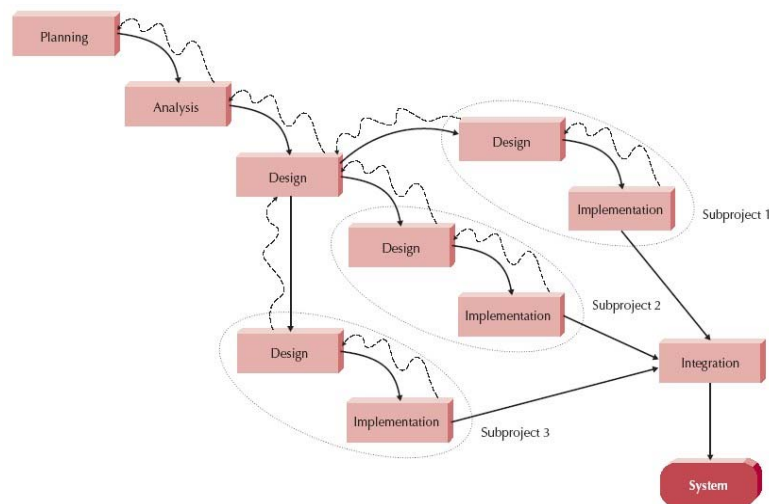 Planning
Analysis
Design
Design
Implementation
Subproject 1
Design
Implementation
Subproject 2
Design
Implementation
Subproject 3
Integration
System